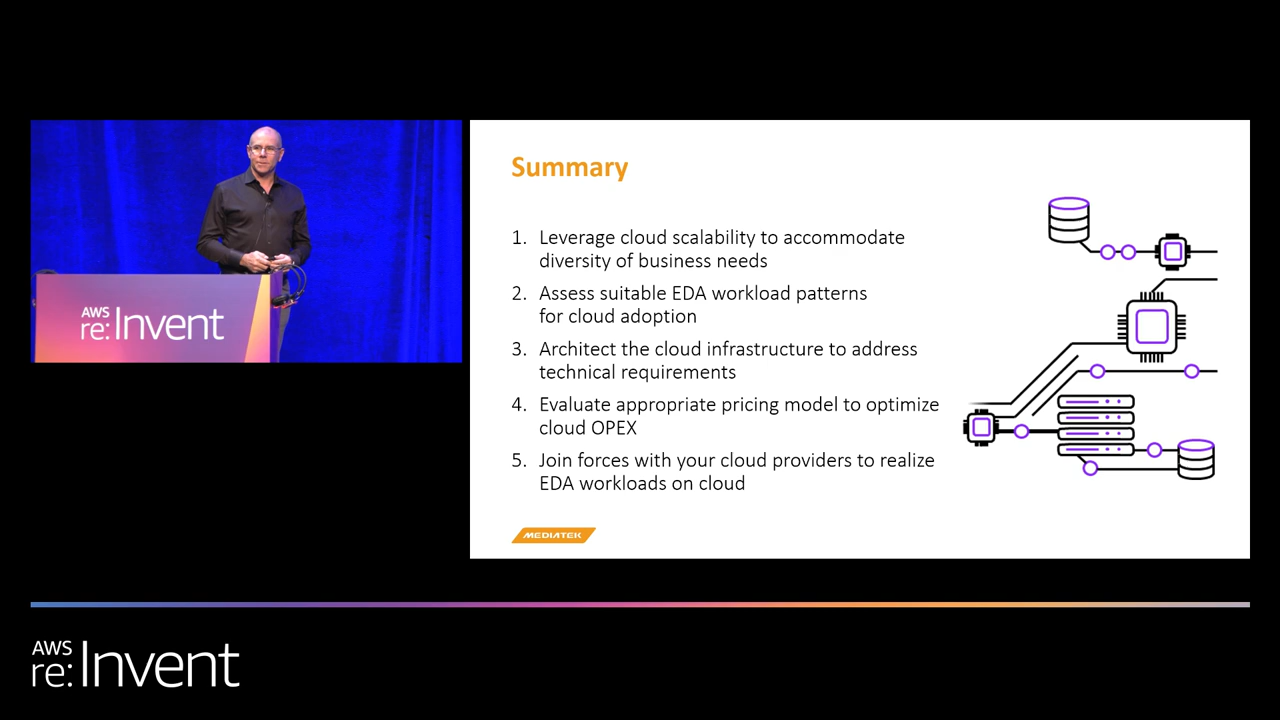 AWS
re:Invent
Summary
1. Leverage cloud scalability to accommodate
diversity of business needs
2. Assess suitable EDA workload patterns
for cloud adoption
3. Architect the cloud infrastructure to address
technical requirements
4. Evaluate appropriate pricing model to optimize
cloud OPEX
5. Join forces with your cloud providers to realize
EDA workloads on cloud
MEDIATEK
AWS
re:Invent